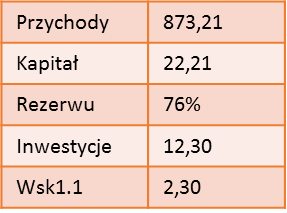 Przychody 873,21
Kapitał 22,21
Rezerwu 76%
Inwestycje 12,30
Wsk1.1 2,30